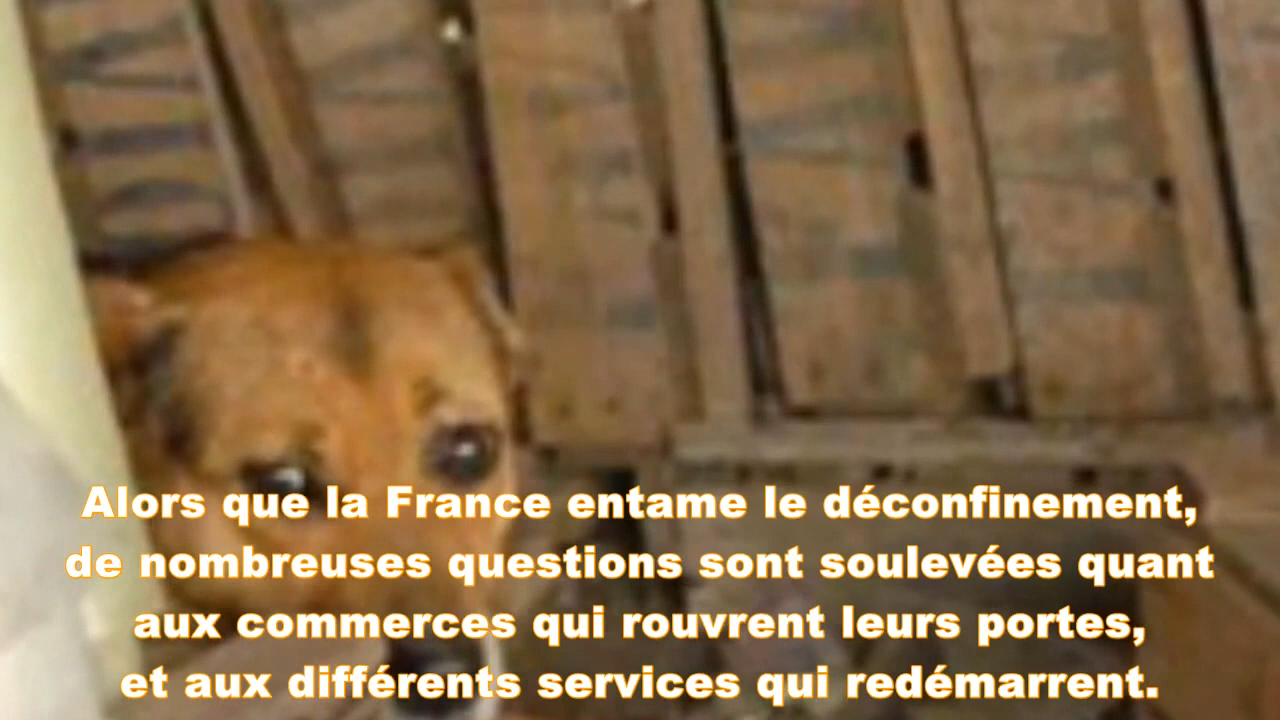 Alors que la France entame le déconfinement,
de nombreuses questions sont soulevées quant
aux commerces qui rouvrent leurs portes,
et aux différents services qui redémarrent.